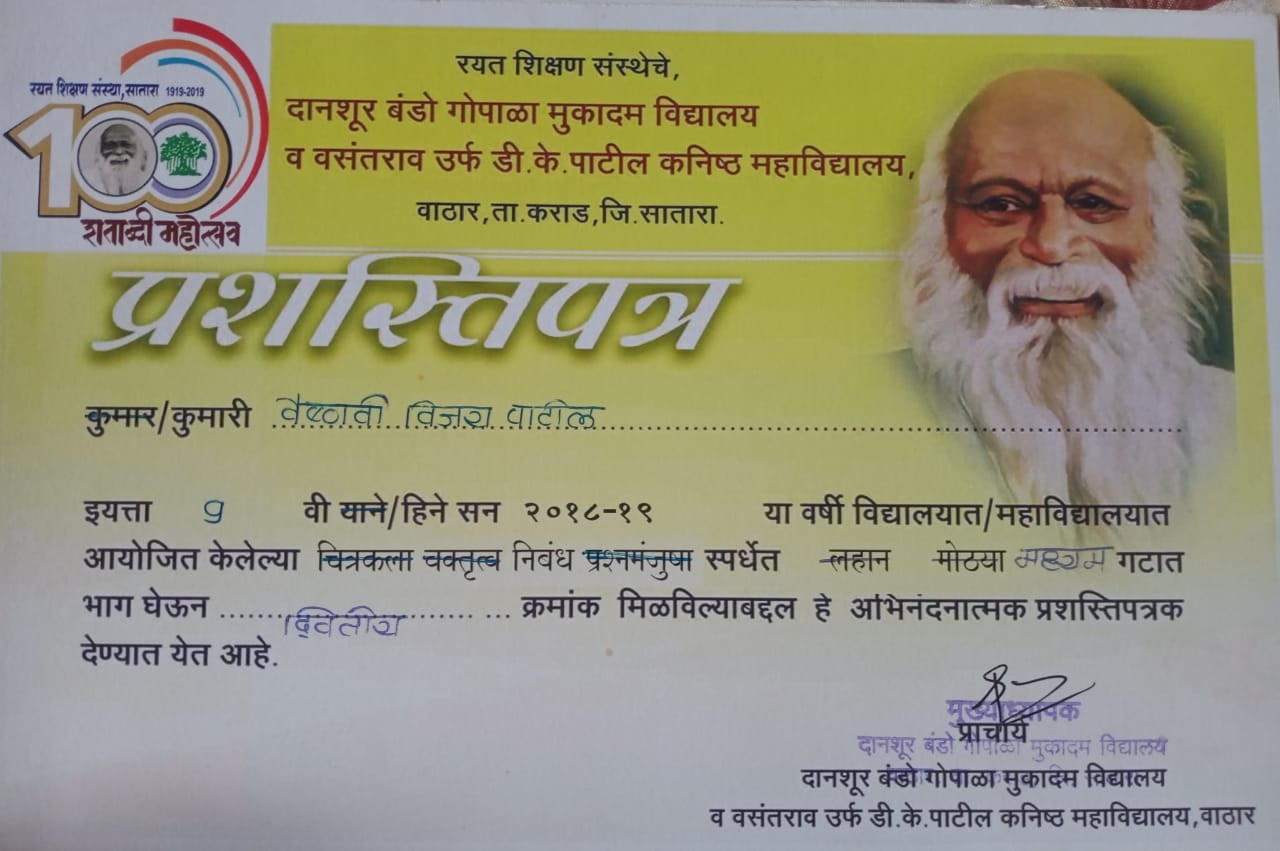 रयत शिक्षण संस्था,सातारा 1919-2019
100
शताब्दी महोत्सव
रयत शिक्षण संस्थेचे,
दानशूर बंडो गोपाळा मुकादम विद्यालय
व वसंतराव उर्फ डी.के.पाटील कनिष्ठ महाविद्यालय,
वाठार,ता.कराड,जि.सातारा.
प्रशस्तिपत्र
कुमार/कुमारी वैष्णवी विजय पाटील
इयत्ता 9 वी याने/हिने सन २०१८-१९ या वर्षी विद्यालयात/महाविद्यालयात
आयोजित केलेल्या चित्रकला वक्तृत्व निबंध प्रश्नमंजुषा स्पर्धेत लहान मोठया मध्यम गटात
भाग घेऊन ..... द्वितीय ..... क्रमांक मिळविल्याबद्दल हे अभिनंदनात्मक प्रशस्तिपत्रक
देण्यात येत आहे.
मुख्याध्यापक
प्राचार्य
दानशूर बंडो गोपाळा मुकादम विद्यालय
दानशूर बंडो गोपाळा मुकादम विद्यालय
व वसंतराव उर्फ डी.के.पाटील कनिष्ठ महाविद्यालय,वाठार